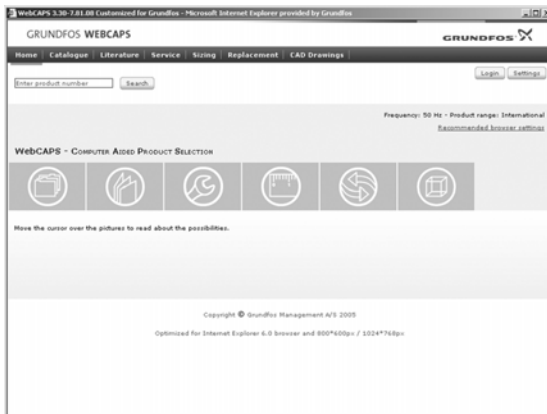 WebCAPS 3.30-7.01.00 Customized for Grundfos - Microsoft Internet Explorer provided by Grundfos
GRUNDFOS WEBCAPS
GRUNDFOS
Home Catalogue Literature Service Sizing Replacement CAD Drawings
Login Settings
Enter product number Search
Frequency: 50 Hz - Product range: International
Recommended browser settings
WebCAPS - Computer Aided Product Selection
Move the cursor over the pictures to read about the possibilities.
Copyright © Grundfos Management A/S 2005
Optimised for Internet Explorer 6.0 browser and 800*600px / 1024*768px